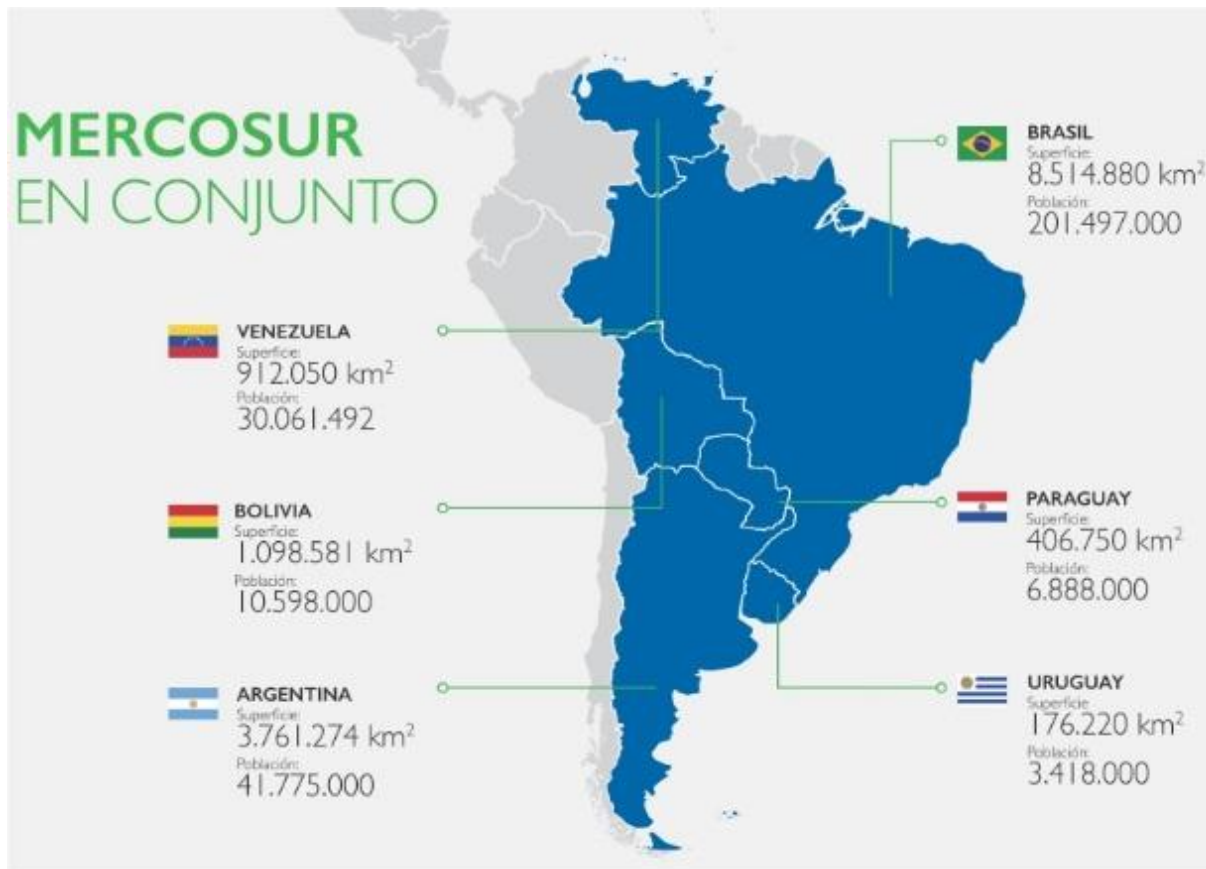 MERCOSUR
EN CONJUNTO
VENEZUELA
Superficie:
912.050 km²
Población:
30.061.492
BOLIVIA
Superficie:
1.098.581 km²
Población:
10.598.000
ARGENTINA
Superficie:
3.761.274 km²
Población:
41.775.000
BRASIL
Superficie:
8.514.880 km²
Población:
201.497.000
PARAGUAY
Superficie:
406.750 km²
Población:
6.888.000
URUGUAY
Superficie
176.220 km²
Población:
3.418.000